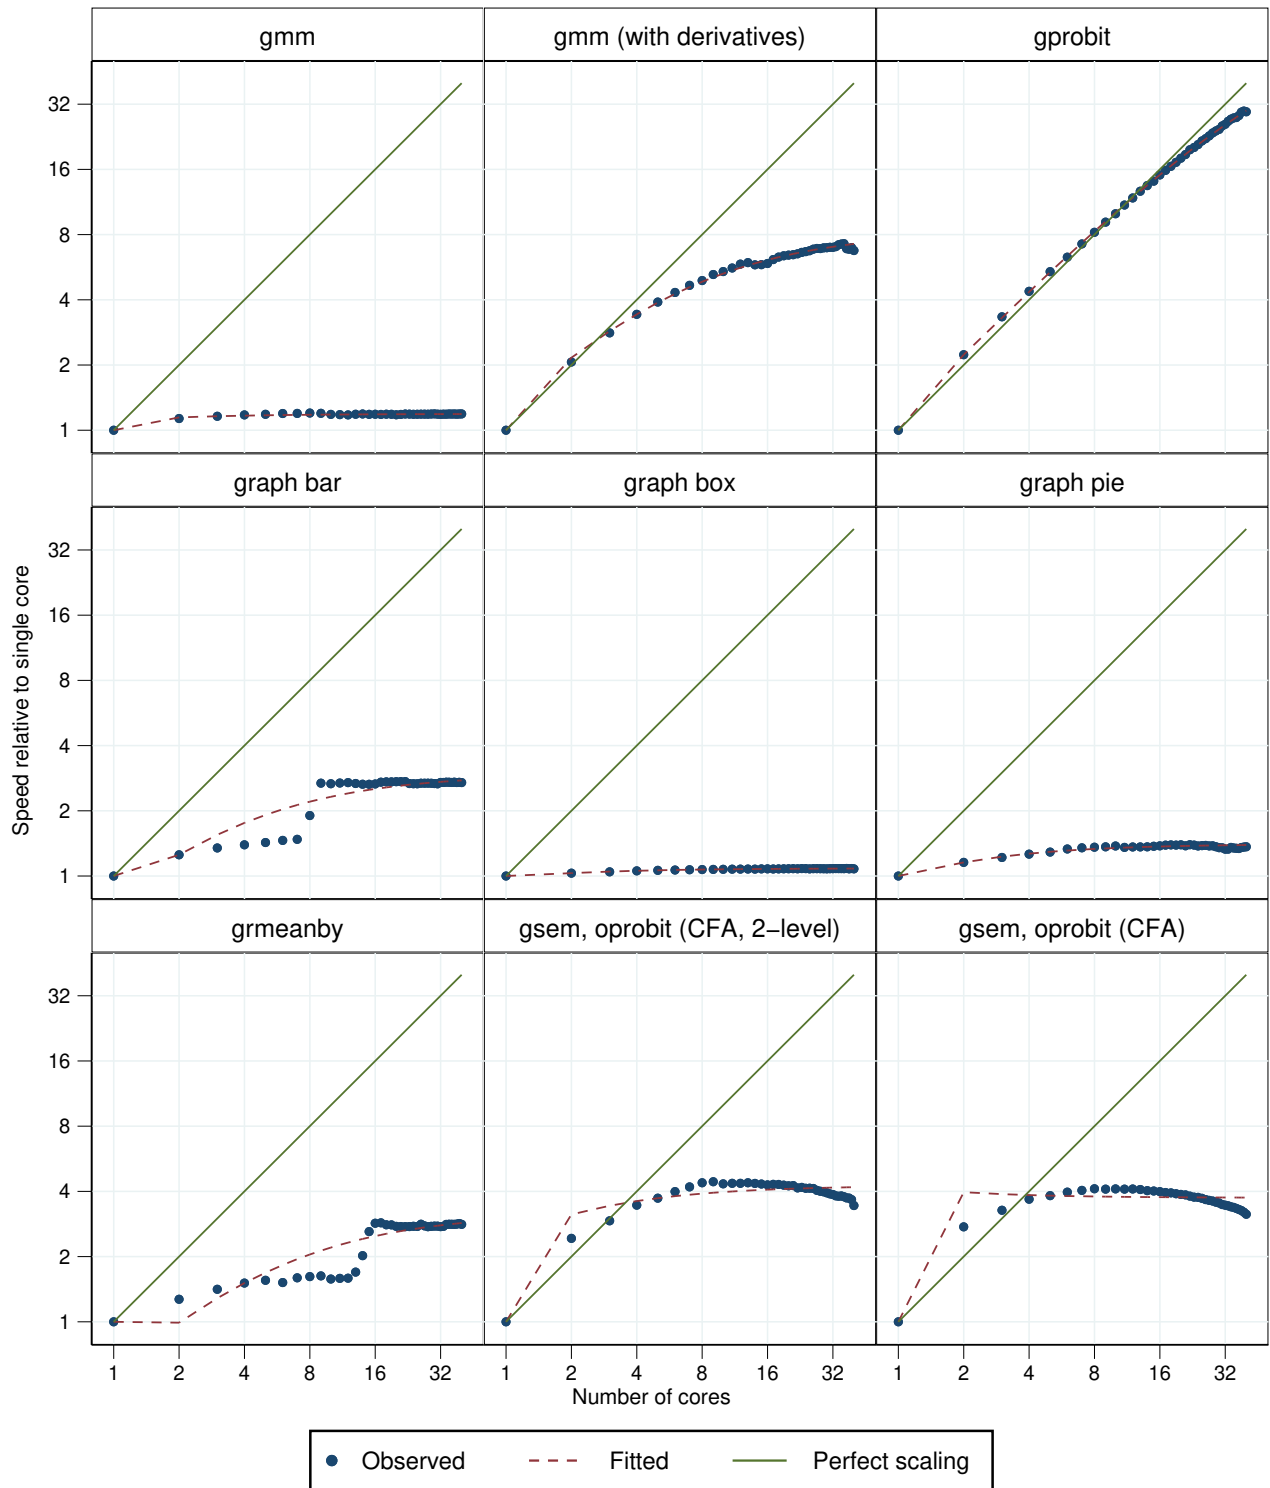 gmm
gmm (with derivatives)
gprobit
32
16
8
4
2
1
graph bar
graph box
graph pie
32
16
8
4
2
1
Speed relative to single core
grmeanby
gsem, oprobit (CFA, 2−level)
gsem, oprobit (CFA)
32
16
8
4
2
1
1 2 4 8 16 32
1 2 4 8 16 32
1 2 4 8 16 32
Number of cores
Observed
Fitted
Perfect scaling